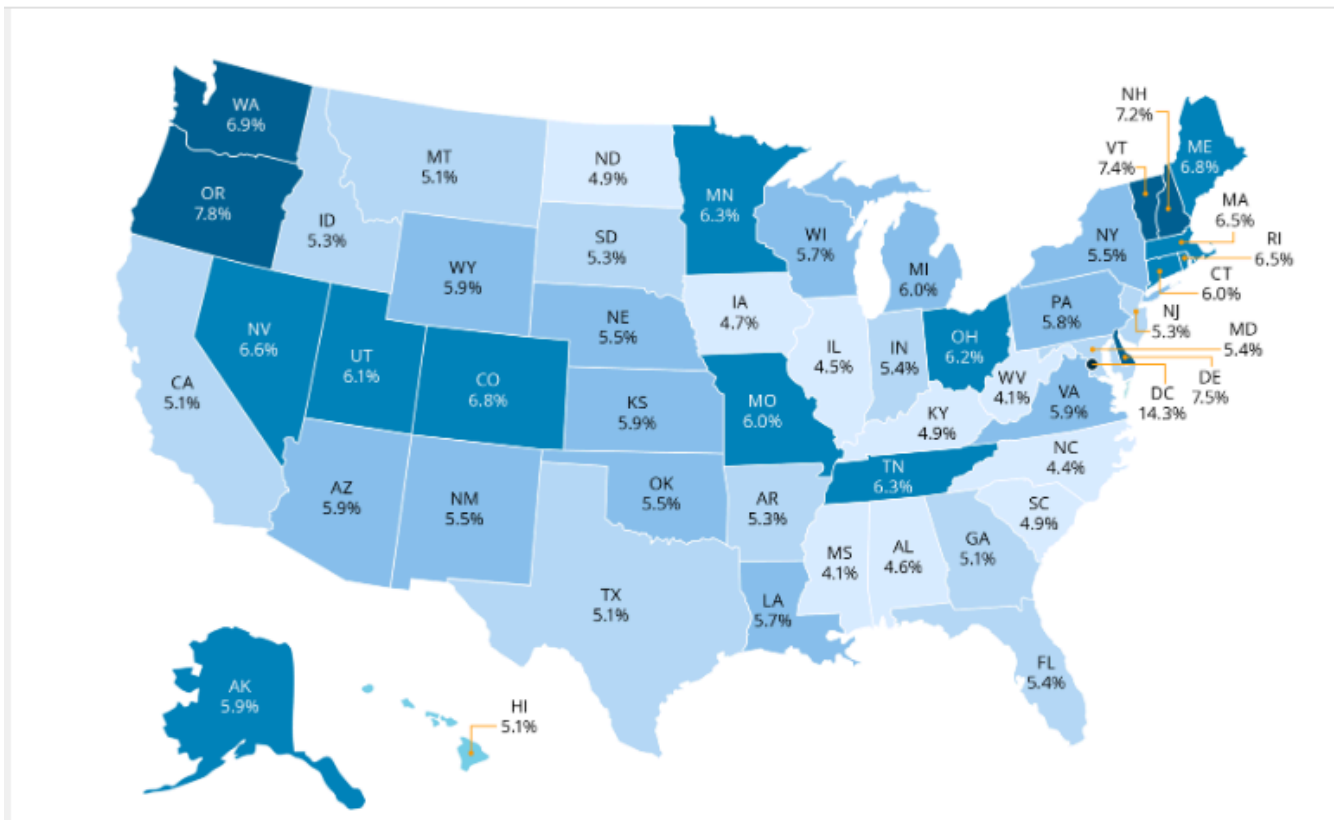 WA
6.9%
OR
7.8%
CA
5.1%
NV
6.6%
ID
5.3%
MT
5.1%
WY
5.9%
UT
6.1%
CO
6.8%
AZ
5.9%
NM
5.5%
ND
4.9%
SD
5.3%
NE
5.5%
KS
5.9%
OK
5.5%
TX
5.1%
MN
6.3%
IA
4.7%
MO
6.0%
AR
5.3%
LA
5.7%
WI
5.7%
IL
4.5%
MI
6.0%
IN
5.4%
OH
6.2%
KY
4.9%
TN
6.3%
MS
4.1%
AL
4.6%
GA
5.1%
FL
5.4%
SC
4.9%
NC
4.4%
VA
5.9%
WV
4.1%
PA
5.8%
NY
5.5%
VT
7.4%
NH
7.2%
ME
6.8%
MA
6.5%
RI
6.5%
CT
6.0%
NJ
5.3%
MD
5.4%
DE
7.5%
DC
14.3%
AK
5.9%
HI
5.1%